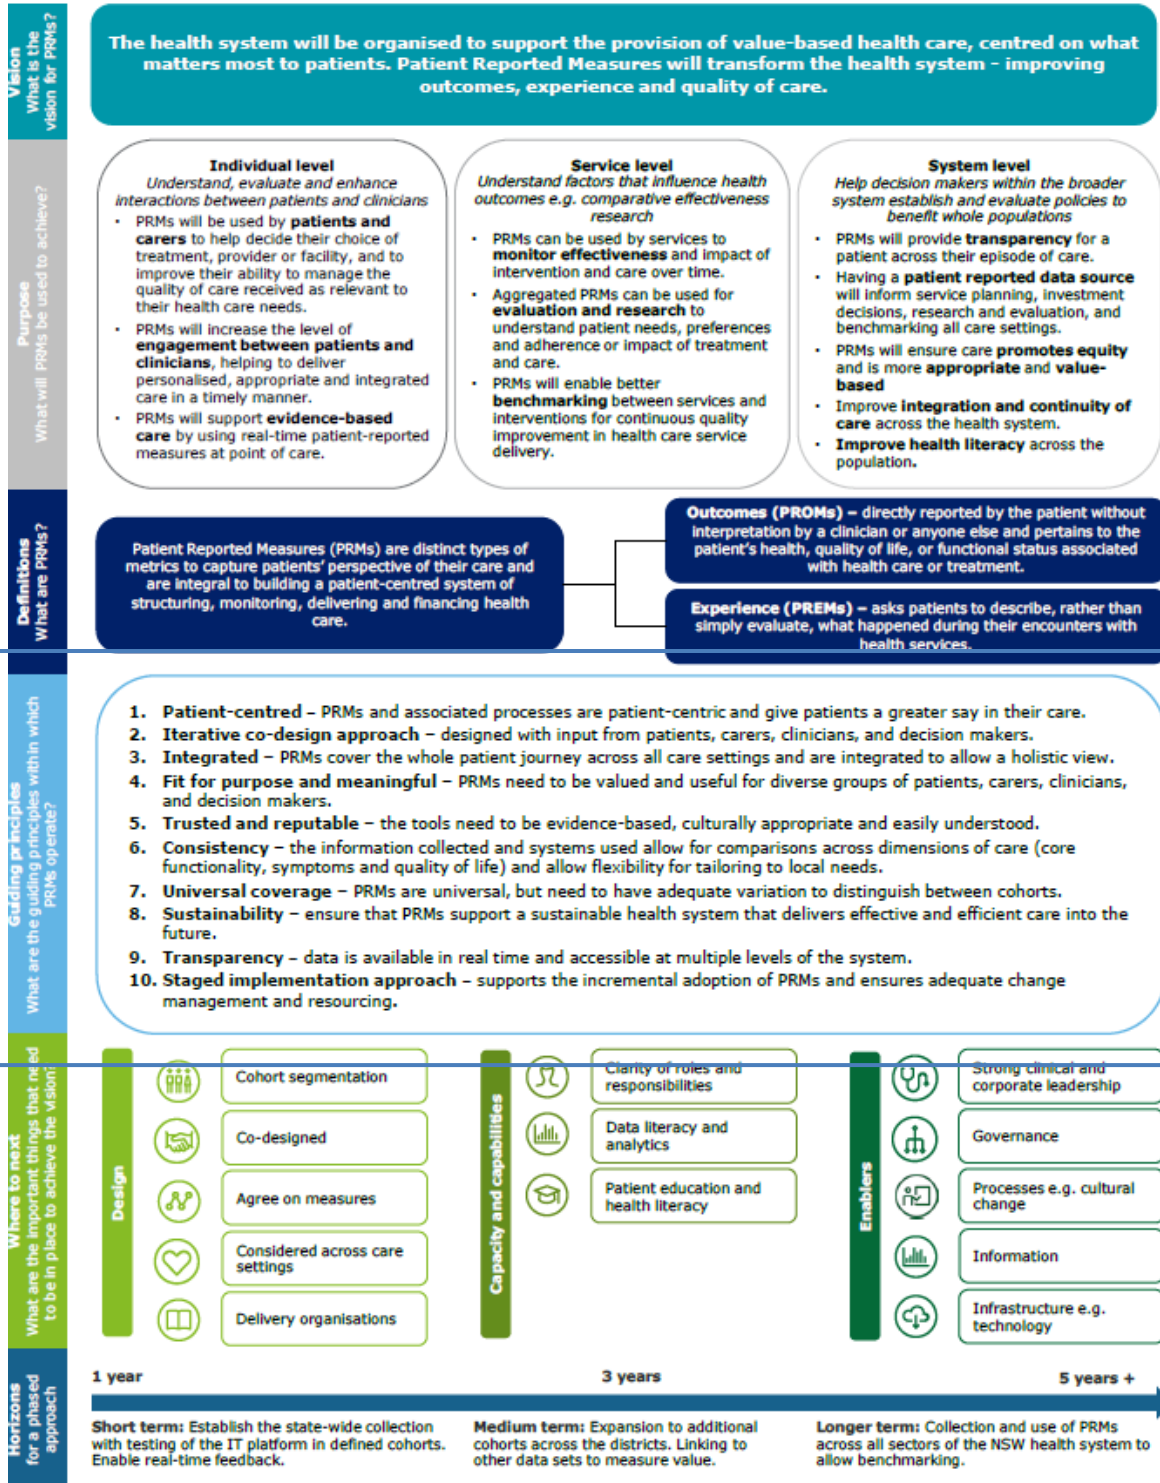 Vision
What is the
vision for PRMs?
The health system will be organised to support the provision of value-based health care, centred on what
matters most to patients. Patient Reported Measures will transform the health system – improving
outcomes, experience and quality of care.
Purpose
What will PRMs be used to achieve?
Individual level
Understand, evaluate and enhance
interactions between patients and clinicians
• PRMs will be used by patients and
carers to help decide their choice of
treatment, provider or facility, and to
improve their ability to manage the
quality of care received as relevant to
their health care needs.
• PRMs will increase the level of
engagement between patients and
clinicians, helping to deliver
personalised, appropriate and integrated
care in a timely manner.
• PRMs will support evidence-based
care by using real-time patient-reported
measures at point of care.
Service level
Understand factors that influence health
outcomes e.g. comparative effectiveness
research
• PRMs can be used by services to
monitor effectiveness and impact of
intervention and care over time.
• Aggregated PRMs can be used for
evaluation and research to
understand patient needs, preferences
and adherence or impact of treatment
and care.
• PRMs will enable better
benchmarking between services and
interventions for continuous quality
improvement in health care service
delivery.
System level
Help decision makers within the broader
system establish and evaluate policies to
benefit whole populations
• PRMs will provide transparency for a
patient across their episode of care.
• Having a patient reported data source
will inform service planning, investment
decisions, research and evaluation, and
benchmarking all care settings.
• PRMs will ensure care promotes equity
and is more appropriate and value-
based
• Improve integration and continuity of
care across the health system.
• Improve health literacy across the
population.
Definitions
What are PRMs?
Patient Reported Measures (PRMs) are distinct types of
metrics to capture patients' perspective of their care and
are integral to building a patient-centred system of
structuring, monitoring, delivering and financing health
care.
Outcomes (PROMs) – directly reported by the patient without
interpretation by a clinician or anyone else and pertains to the
patient's health, quality of life, or functional status associated
with health care or treatment.
Experience (PREMs) – asks patients to describe, rather than
simply evaluate, what happened during their encounters with
health services.
Guiding principles
What are the guiding principles within which
PRMs operate?
1. Patient-centred – PRMs and associated processes are patient-centric and give patients a greater say in their care.
2. Iterative co-design approach – designed with input from patients, carers, clinicians, and decision makers.
3. Integrated – PRMs cover the whole patient journey across all care settings and are integrated to allow a holistic view.
4. Fit for purpose and meaningful – PRMs need to be valued and useful for diverse groups of patients, carers, clinicians,
and decision makers.
5. Trusted and reputable – the tools need to be evidence-based, culturally appropriate and easily understood.
6. Consistency – the information collected and systems used allow for comparisons across dimensions of care (core
functionality, symptoms and quality of life) and allow flexibility for tailoring to local needs.
7. Universal coverage – PRMs are universal, but need to have adequate variation to distinguish between cohorts.
8. Sustainability – ensure that PRMs support a sustainable health system that delivers effective and efficient care into the
future.
9. Transparency – data is available in real time and accessible at multiple levels of the system.
10. Staged implementation approach – supports the incremental adoption of PRMs and ensures adequate change
management and resourcing.
Where to next
What are the important things that need
to be in place to achieve the vision?
Design
Cohort segmentation
Co-designed
Agree on measures
Considered across care
settings
Delivery organisations
Capacity and capabilities
Clarity of roles and
responsibilities
Data literacy and
analytics
Patient education and
health literacy
Enablers
Strong clinical and
corporate leadership
Governance
Processes e.g. cultural
change
Information
Infrastructure e.g.
technology
Horizons
for a phased
approach
1 year
3 years
5 years +
Short term: Establish the state-wide collection
with testing of the IT platform in defined cohorts.
Enable real-time feedback.
Medium term: Expansion to additional
cohorts across the districts. Linking to
other data sets to measure value.
Longer term: Collection and use of PRMs
across all sectors of the NSW health system to
allow benchmarking.